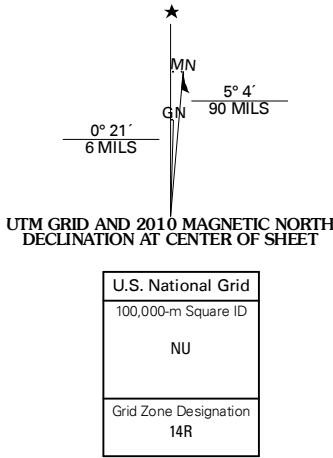 ★
MN
5° 4´
90 MILS
GN
0° 21´
6 MILS
UTM GRID AND 2010 MAGNETIC NORTH
DECLINATION AT CENTER OF SHEET
U.S. National Grid
100,000-m Square ID
NU
Grid Zone Designation
14R